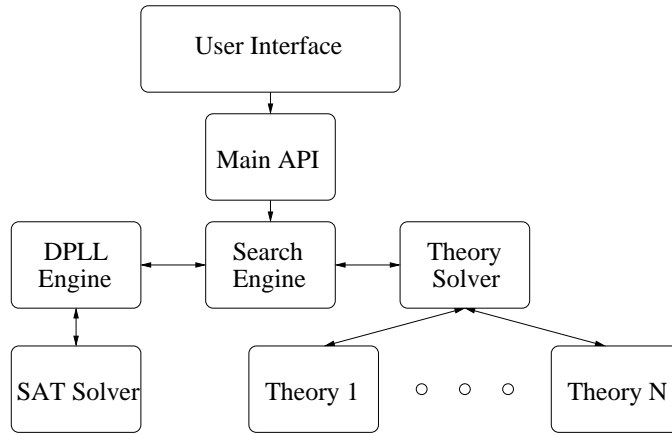 User Interface
Main API
DPLL
Engine
Search
Engine
Theory
Solver
SAT Solver
Theory 1
Theory N